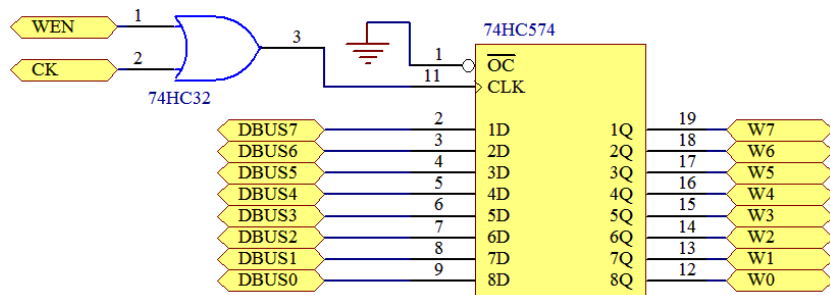 WEN 1 74HC574
3 1 OC
CK 2 11 CLK
74HC32
DBUS7 2 1D 1Q 19 W7
DBUS6 3 2D 2Q 18 W6
DBUS5 4 3D 3Q 17 W5
DBUS4 5 4D 4Q 16 W4
DBUS3 6 5D 5Q 15 W3
DBUS2 7 6D 6Q 14 W2
DBUS1 8 7D 7Q 13 W1
DBUS0 9 8D 8Q 12 W0